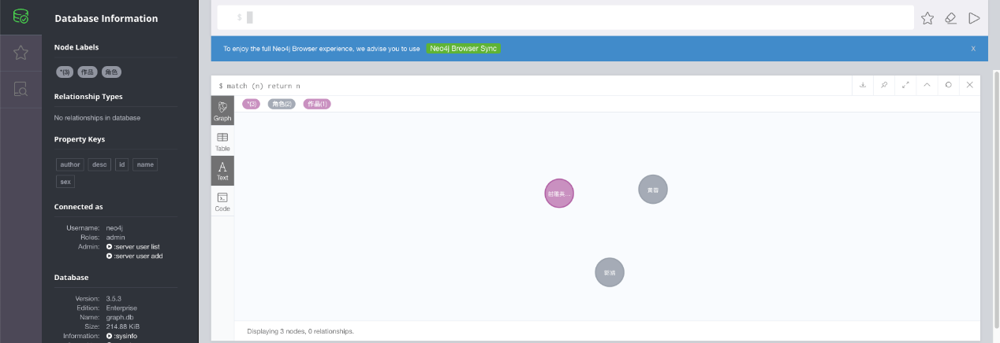 Database Information
Node Labels
*(3) 作品 角色
Relationship Types
No relationships in database
Property Keys
author desc id name
sex
Connected as
Username: neo4j
Roles: admin
Admin: :server user list
:server user add
Database
Version: 3.5.3
Edition: Enterprise
Name: graph.db
Size: 214.88 KiB
Information: :sysinfo
$
To enjoy the full Neo4j Browser experience, we advise you to use Neo4j Browser Sync X
$ match (n) return n
*(3) 角色(2) 作品(1)
Graph
Table
Text
Code
射雕英...
黄蓉
郭靖
Displaying 3 nodes, 0 relationships.